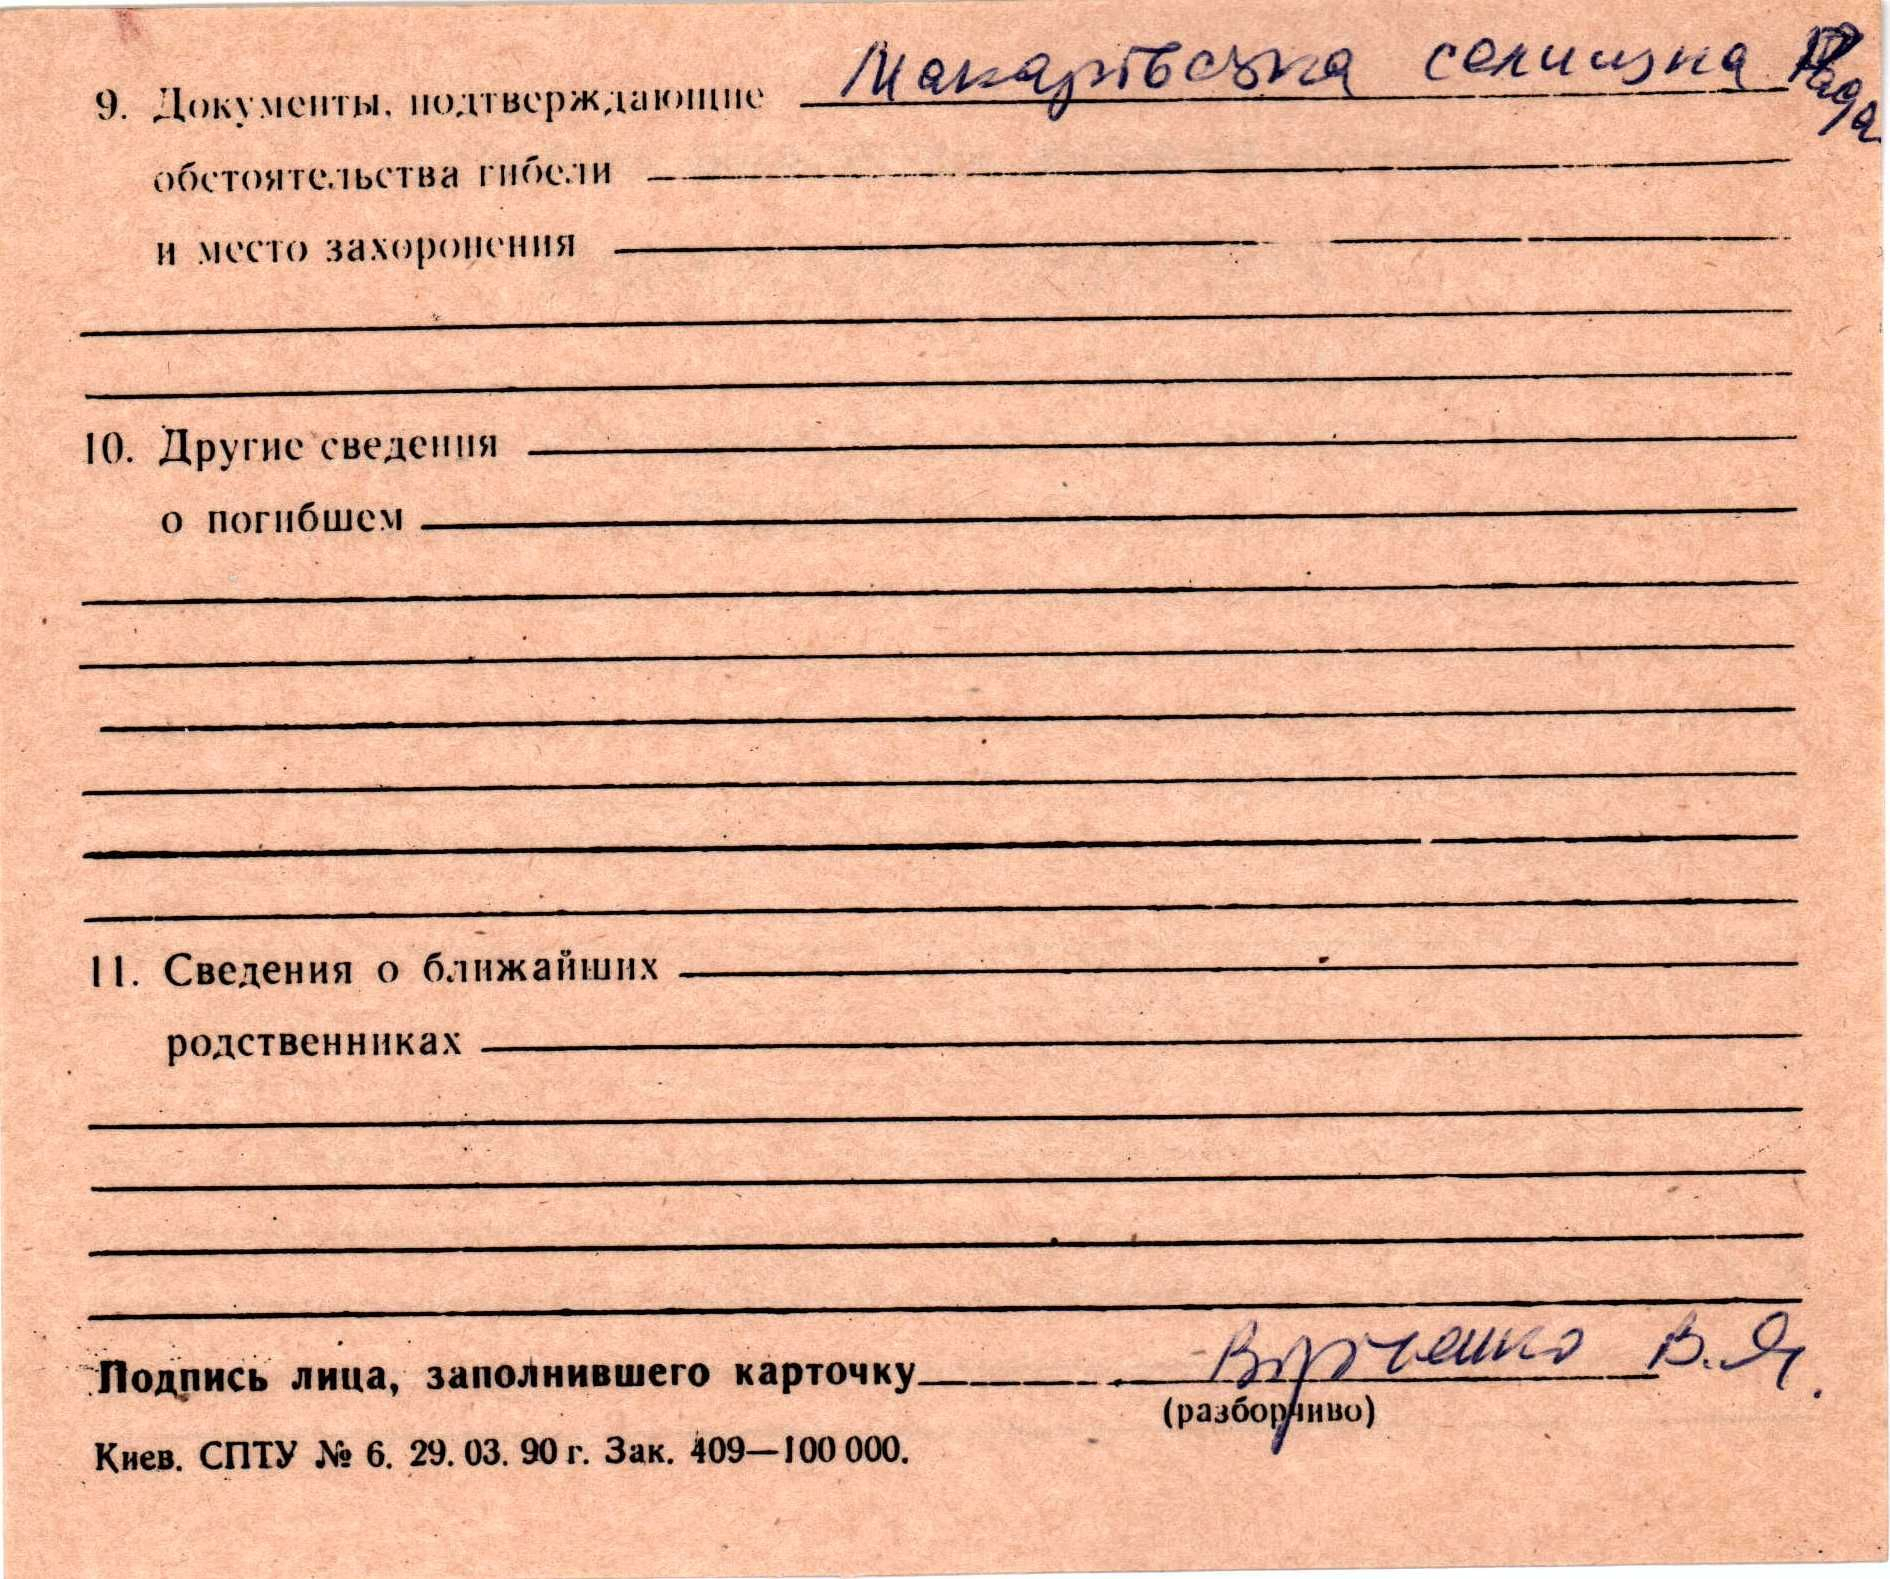 9. Документы, подтверждающие Макарівська селищна Рада
обстоятельства гибели
и место захоронения
10. Другие сведения
о погибшем
11. Сведения о ближайших
родственниках
Подпись лица, заполнившего карточку В. Я.
(разборчиво)
Киев. СПТУ № 6. 29. 03. 90 г. Зак. 409—100 000.